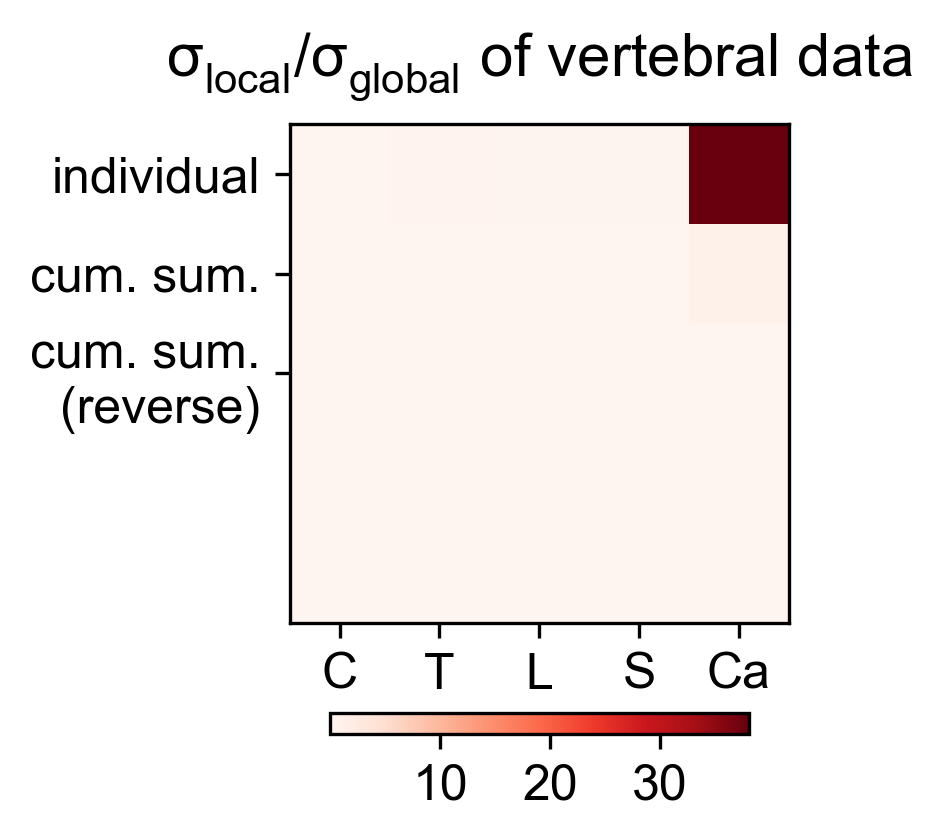 σlocal/σglobal of vertebral data
individual
cum. sum.
cum. sum.
(reverse)
C T L S Ca
10 20 30